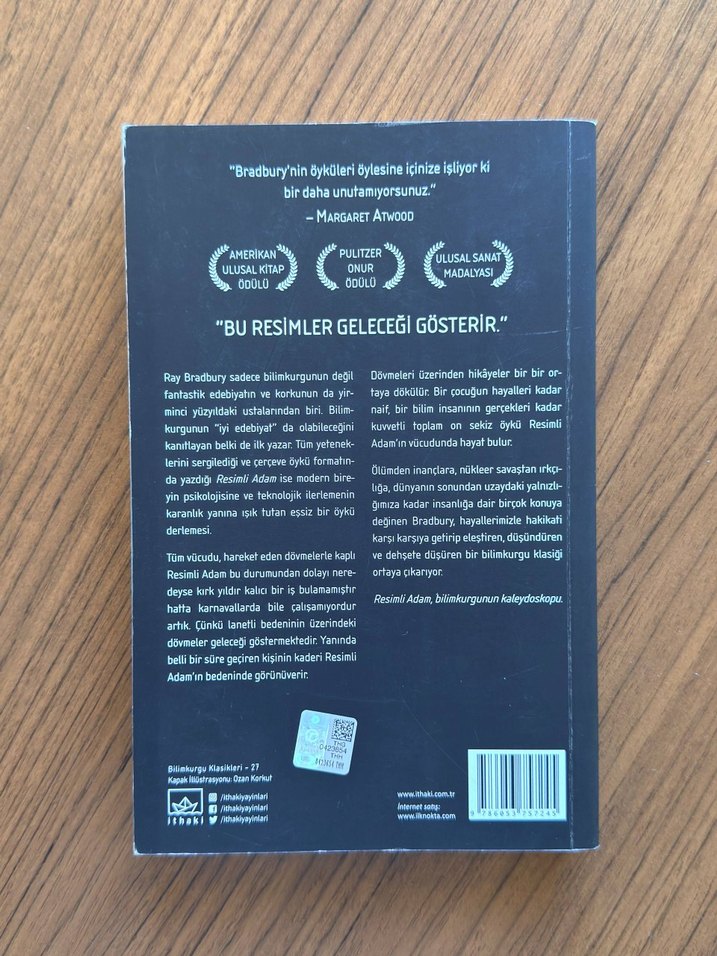 "Bradbury'nin öyküleri öylesine içinize işliyor ki
bir daha unutamıyorsunuz."
– MARGARET ATWOOD
AMERİKAN
ULUSAL KİTAP
ÖDÜLÜ
PULITZER
ONUR
ÖDÜLÜ
ULUSAL SANAT
MADALYASI
"BU RESİMLER GELECEĞİ GÖSTERİR."
Ray Bradbury sadece bilimkurgunun değil
fantastik edebiyatın ve korkunun da yir-
minci yüzyıldaki ustalarından biri. Bilim-
kurgunun "iyi edebiyat" da olabileceğini
kanıtlayan belki de ilk yazar. Tüm yetenek-
lerini sergilediği ve çerçeve öykü formatın-
da yazdığı Resimli Adam ise modern bire-
yin psikolojisine ve teknolojik ilerlemenin
karanlık yanına ışık tutan eşsiz bir öykü
derlemesi.
Tüm vücudu, hareket eden dövmelerle kaplı
Resimli Adam bu durumundan dolayı nere-
deyse kırk yıldır kalıcı bir iş bulamamıştır
hatta karnavallarda bile çalışamıyordur
artık. Çünkü lanetli bedeninin üzerindeki
dövmeler geleceği göstermektedir. Yanında
belli bir süre geçiren kişinin kaderi Resimli
Adam'ın bedeninde görünüverir.
Dövmeleri üzerinden hikâyeler bir bir or-
taya dökülür. Bir çocuğun hayalleri kadar
naif, bir bilim insanının gerçekleri kadar
kuvvetli toplam on sekiz öykü Resimli
Adam'ın vücudunda hayat bulur.
Ölümden inançlara, nükleer savaştan ırkçı-
lığa, dünyanın sonundan uzaydaki yalnızlı-
ğımıza kadar insanlığa dair birçok konuya
değinen Bradbury, hayallerimizle hakikati
karşı karşıya getirip eleştiren, düşündüren
ve dehşete düşüren bir bilimkurgu klasiği
ortaya çıkarıyor.
Resimli Adam, bilimkurgunun kaleydoskopu.
THG
0423654
THH
0423654 THH
Bilimkurgu Klasikleri - 27
Kapak İllüstrasyonu: Ozan Korkut
ithaki
/ithakiyayinlari
/ithakiyayinlari
/ithakiyayinlari
www.ithaki.com.tr
İnternet satış:
www.ilknokta.com
9 786053 757245